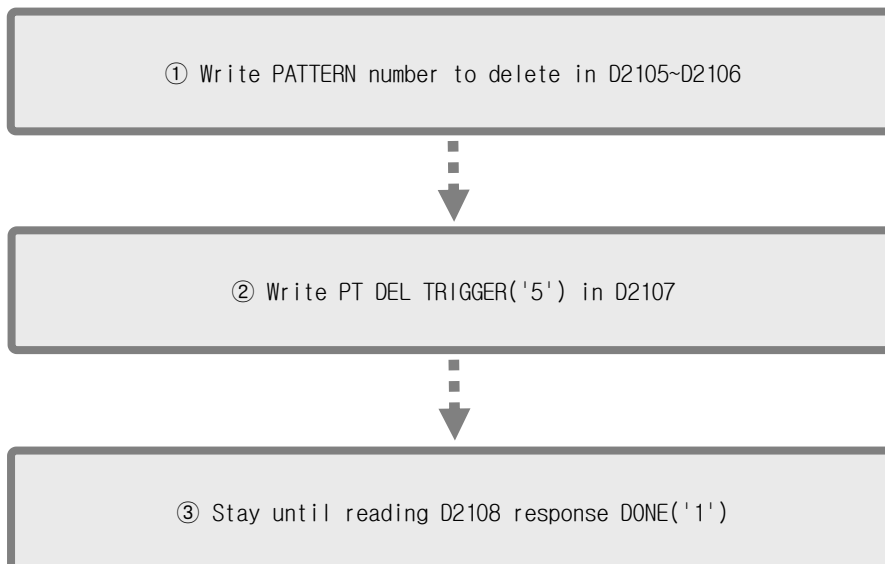 ① Write PATTERN number to delete in D2105~D2106
② Write PT DEL TRIGGER('5') in D2107
③ Stay until reading D2108 response DONE('1')